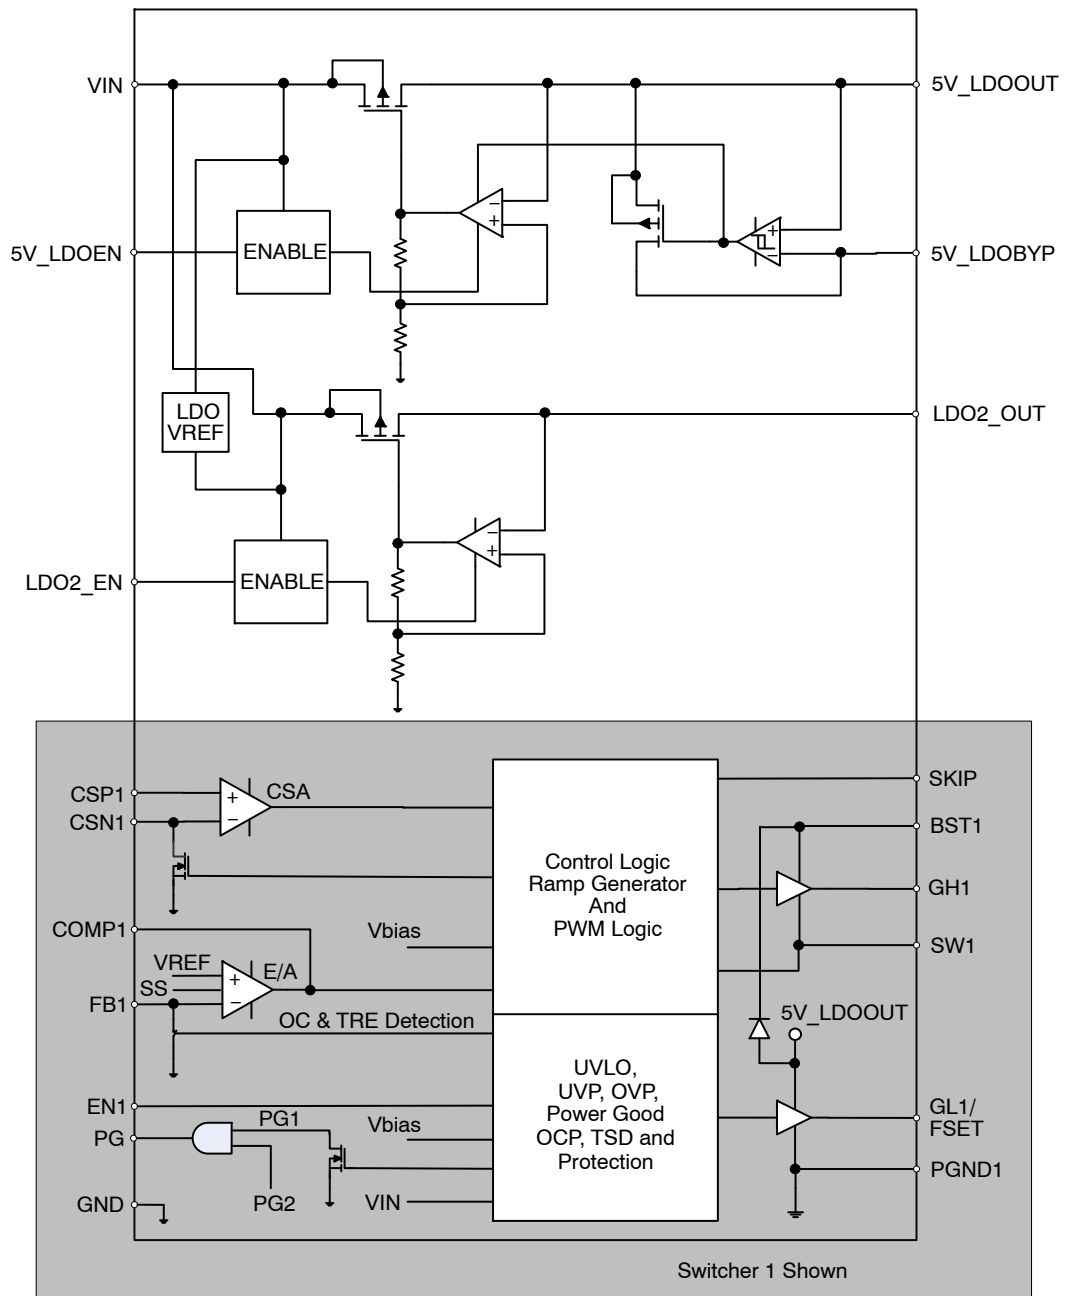 VIN
5V_LDOOUT
5V_LDOEN
ENABLE
−
+
+
−
5V_LDOBYP
LDO
VREF
LDO2_OUT
LDO2_EN
ENABLE
−
+
CSP1
CSN1
+
−
CSA
SKIP
BST1
Control Logic
Ramp Generator
And
PWM Logic
GH1
COMP1
Vbias
SW1
VREF
SS
FB1
+
−
E/A
OC & TRE Detection
5V_LDOOUT
UVLO,
UVP, OVP,
Power Good
OCP, TSD and
Protection
EN1
PG
PG1
PG2
Vbias
VIN
GL1/
FSET
PGND1
GND
Switcher 1 Shown